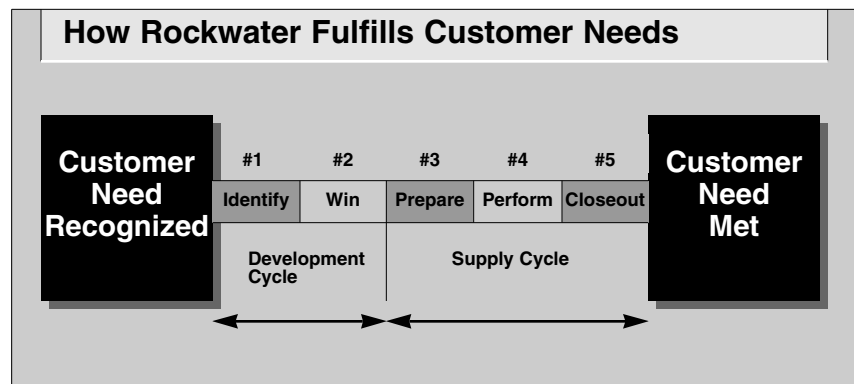 How Rockwater Fulfills Customer Needs
Customer
Need
Recognized
#1 #2 #3 #4 #5
Identify Win Prepare Perform Closeout
Development
Cycle
Supply Cycle
Customer
Need
Met